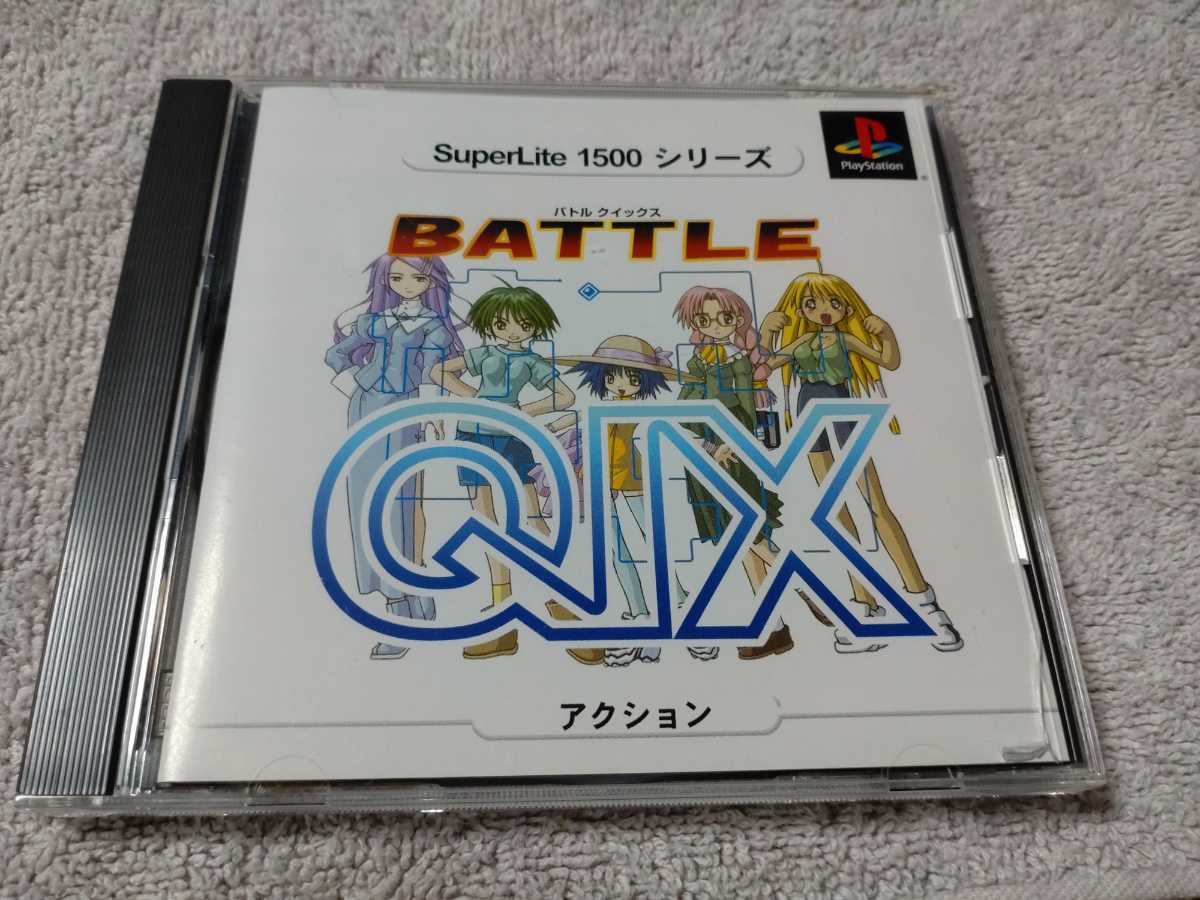 SuperLite 1500 シリーズ
PlayStation
バトル クイックス
BATTLE
QIX
アクション